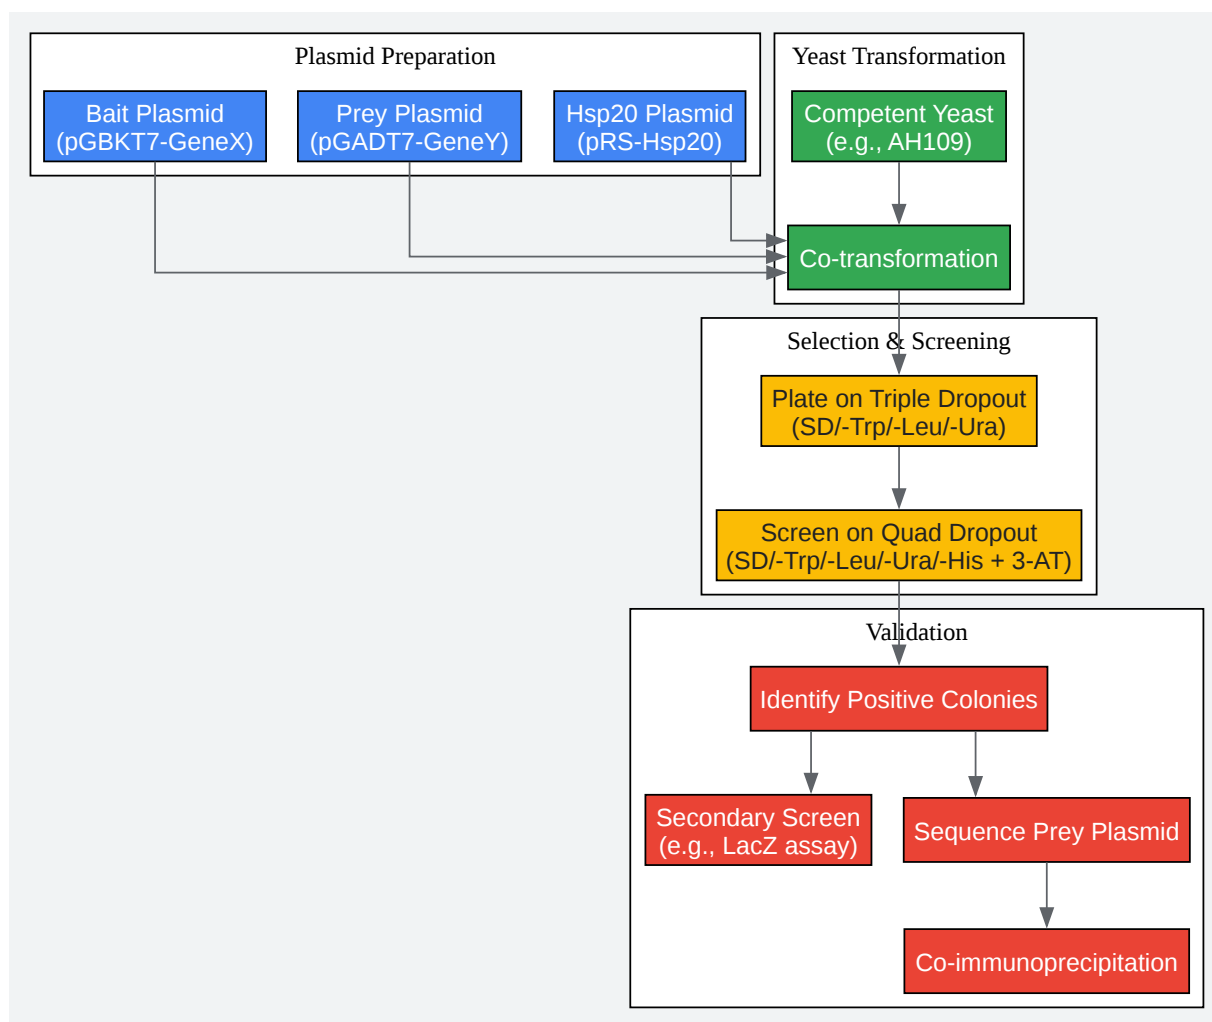 Plasmid Preparation
Bait Plasmid
(pGBKT7-GeneX)
Prey Plasmid
(pGADT7-GeneY)
Hsp20 Plasmid
(pRS-Hsp20)
Yeast Transformation
Competent Yeast
(e.g., AH109)
Co-transformation
Selection & Screening
Plate on Triple Dropout
(SD/-Trp/-Leu/-Ura)
Screen on Quad Dropout
(SD/-Trp/-Leu/-Ura/-His + 3-AT)
Validation
Identify Positive Colonies
Secondary Screen
(e.g., LacZ assay)
Sequence Prey Plasmid
Co-immunoprecipitation